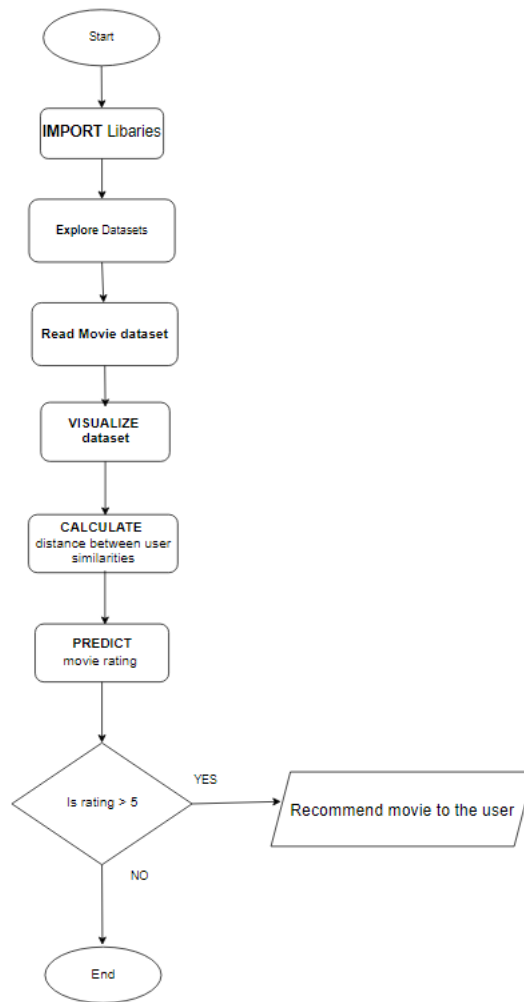 Start
IMPORT Libaries
Explore Datasets
Read Movie dataset
VISUALIZE
dataset
CALCULATE
distance between user
similarities
PREDICT
movie rating
Is rating > 5
YES
Recommend movie to the user
NO
End